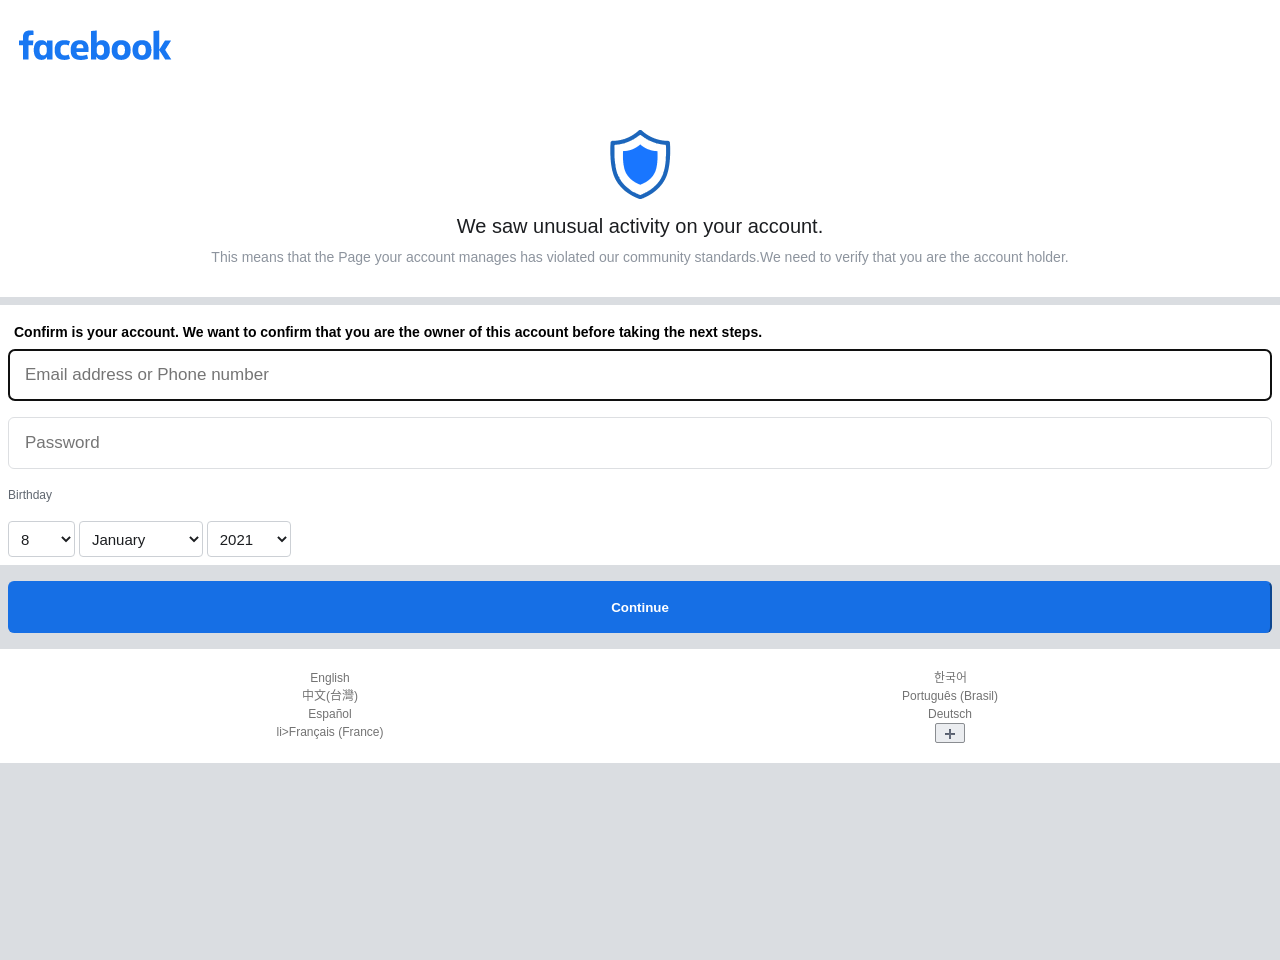 facebook
We saw unusual activity on your account.
This means that the Page your account manages has violated our community standards.We need to verify that you are the account holder.
Confirm is your account. We want to confirm that you are the owner of this account before taking the next steps.
Email address or Phone number
Password
Birthday
8 January 2021
Continue
English
中文(台灣)
Español
li>Français (France)
한국어
Português (Brasil)
Deutsch